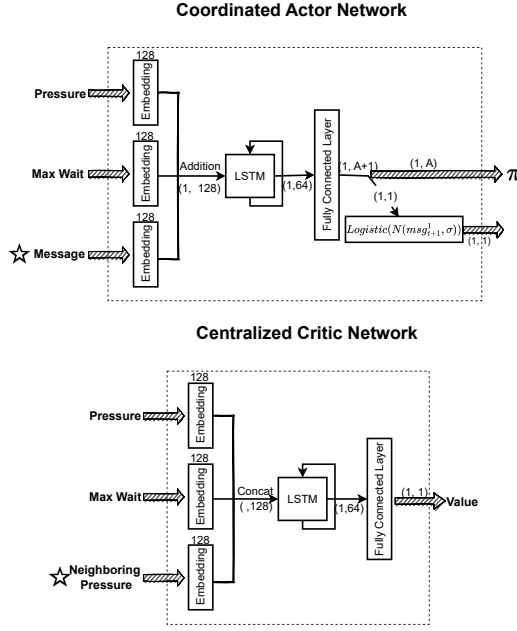 Coordinated Actor Network
128
Pressure
Embedding
128
Max Wait
Embedding
Addition
(1, 128)
LSTM
(1,64)
Fully Connected Layer
(1, A+1)
(1, A)
π
(1,1)
Logistic(N(msg^1_{t+1}, σ))
(1, 1)
128
Message
Embedding
Centralized Critic Network
128
Pressure
Embedding
128
Max Wait
Embedding
Concat
( ,128)
LSTM
(1,64)
Fully Connected Layer
(1, 1)
Value
128
Neighboring
Pressure
Embedding